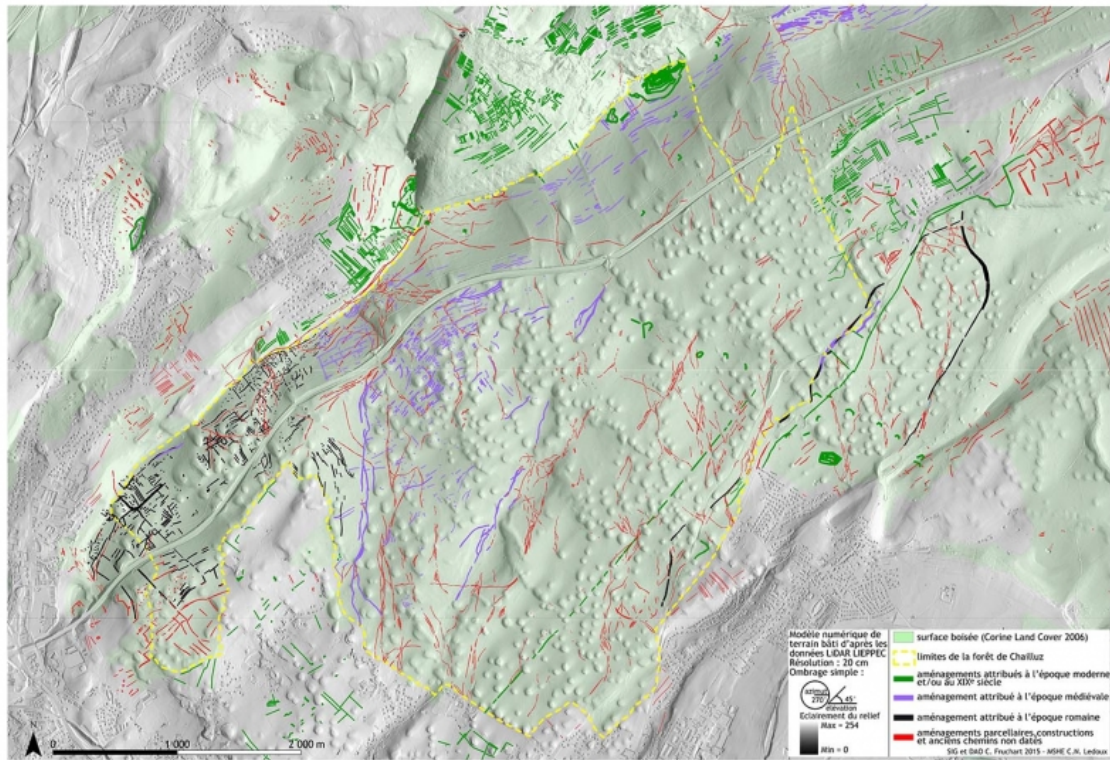 Modèle numérique de
terrain bâti d'après les
données LiDAR LIEPPEC
Résolution : 20 cm
Ombrage simple :
azimut
270°
45°
élévation
Eclairement du relief
Max = 254
Min = 0
surface boisée (Corine Land Cover 2006)
limites de la forêt de Chailluz
aménagements attribués à l'époque moderne
et/ou au XIXe siècle
aménagement attribué à l'époque médiévale
aménagement attribué à l'époque romaine
aménagements parcellaires,constructions
et anciens chemins non datés
SIG et DAO C. Fruchart 2015 - MSHE C.N. Ledoux
N
0
1 000
2 000 m